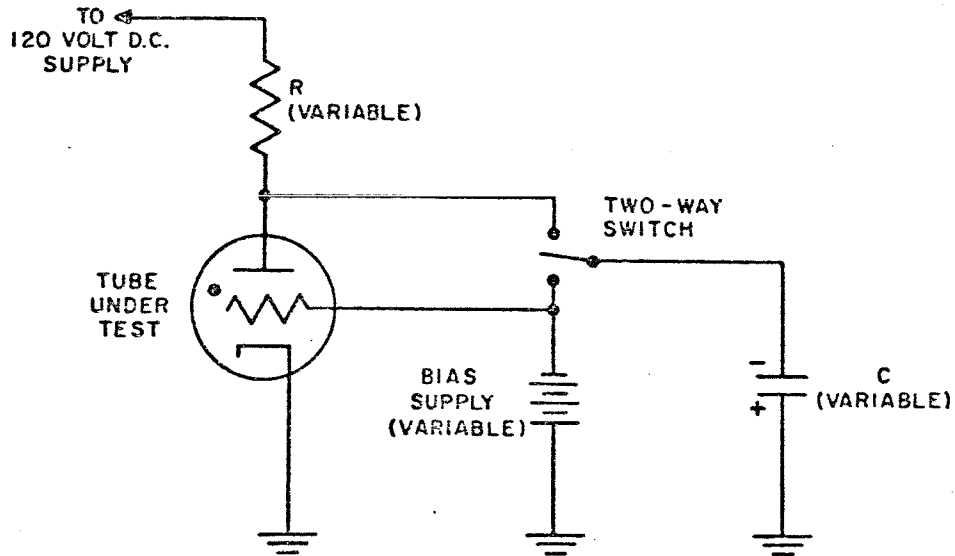 TO
120 VOLT D.C.
SUPPLY
R
(VARIABLE)
TWO-WAY
SWITCH
TUBE
UNDER
TEST
BIAS
SUPPLY
(VARIABLE)
-
+
C
(VARIABLE)